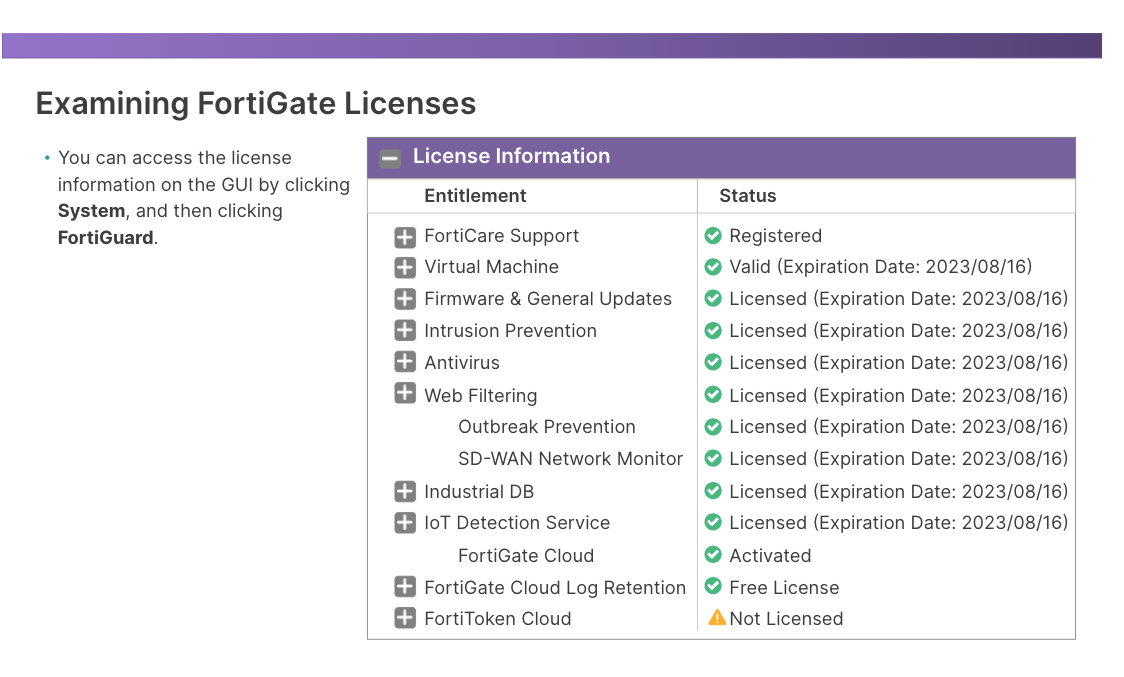 Examining FortiGate Licenses
• You can access the license
information on the GUI by clicking
System, and then clicking
FortiGuard.
License Information
Entitlement Status
FortiCare Support Registered
Virtual Machine Valid (Expiration Date: 2023/08/16)
Firmware & General Updates Licensed (Expiration Date: 2023/08/16)
Intrusion Prevention Licensed (Expiration Date: 2023/08/16)
Antivirus Licensed (Expiration Date: 2023/08/16)
Web Filtering Licensed (Expiration Date: 2023/08/16)
Outbreak Prevention Licensed (Expiration Date: 2023/08/16)
SD-WAN Network Monitor Licensed (Expiration Date: 2023/08/16)
Industrial DB Licensed (Expiration Date: 2023/08/16)
IoT Detection Service Licensed (Expiration Date: 2023/08/16)
FortiGate Cloud Activated
FortiGate Cloud Log Retention Free License
FortiToken Cloud Not Licensed